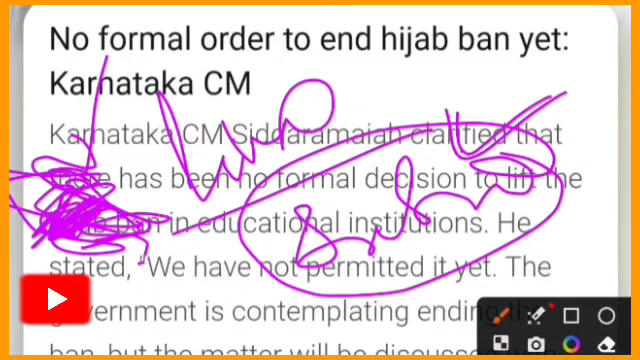 No formal order to end hijab ban yet:
Karnataka CM
Karnataka CM Siddaramaiah clarified that
there has been no formal decision to lift the
ban in educational institutions. He
stated, "We have not permitted it yet. The
government is contemplating ending the
ban, but the matter will be discussed